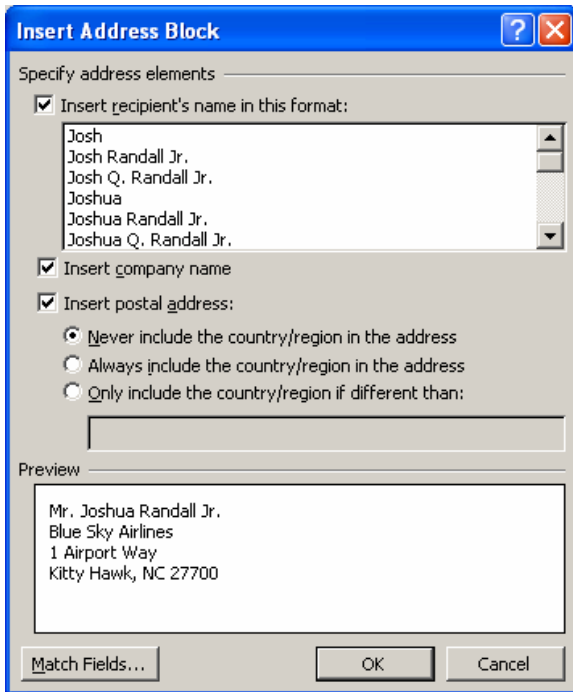 Insert Address Block
Specify address elements
Insert recipient's name in this format:
Josh
Josh Randall Jr.
Josh Q. Randall Jr.
Joshua
Joshua Randall Jr.
Joshua Q. Randall Jr.
Insert company name
Insert postal address:
Never include the country/region in the address
Always include the country/region in the address
Only include the country/region if different than:
Preview
Mr. Joshua Randall Jr.
Blue Sky Airlines
1 Airport Way
Kitty Hawk, NC 27700
Match Fields... OK Cancel